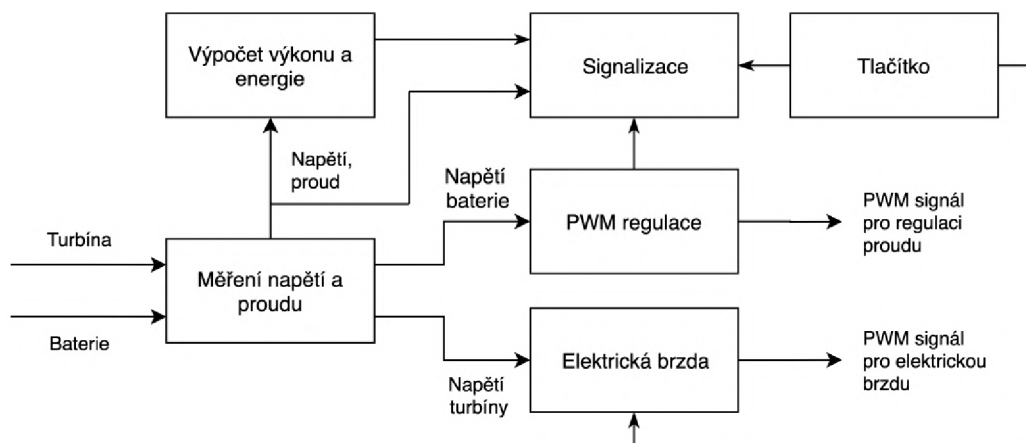 Výpočet výkonu a
energie
Signalizace
Tlačítko
Napětí,
proud
Napětí
baterie
PWM regulace
PWM signál
pro regulaci
proudu
Turbína
Měření napětí a
proudu
Baterie
Elektrická brzda
PWM signál
pro elektrickou
brzdu
Napětí
turbíny